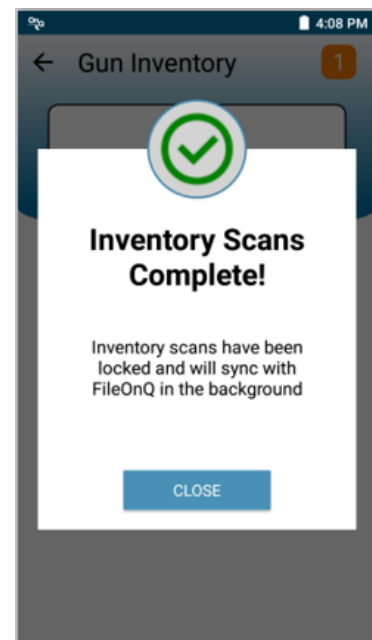 4:08 PM
Gun Inventory
1
Inventory Scans
Complete!
Inventory scans have been
locked and will sync with
FileOnQ in the background
CLOSE